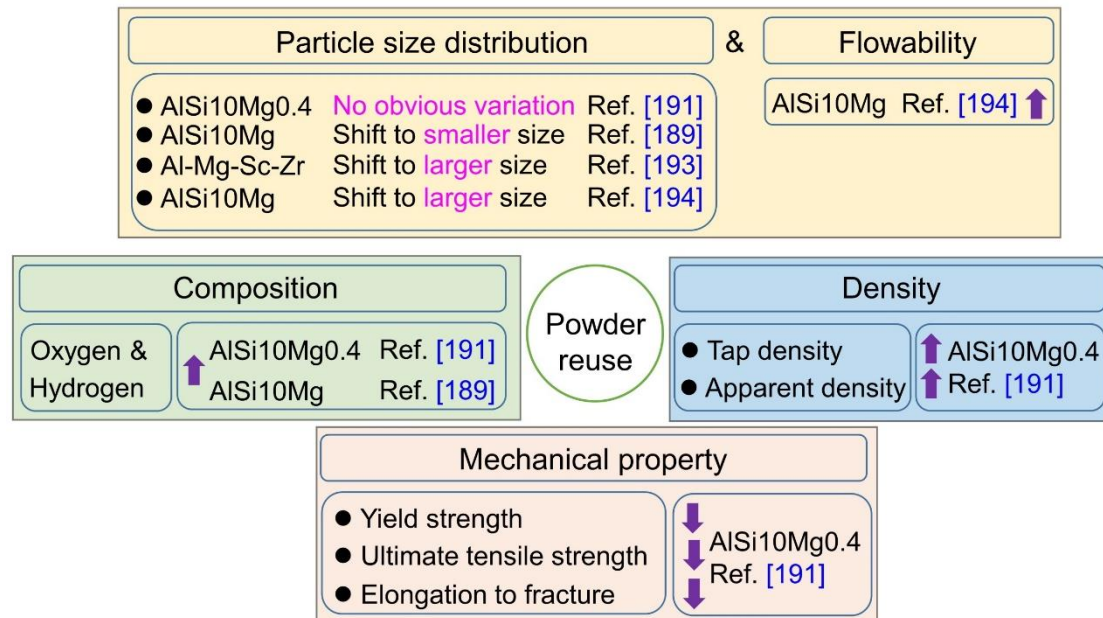 Particle size distribution & Flowability
● AlSi10Mg0.4 No obvious variation Ref. [191]
● AlSi10Mg Shift to smaller size Ref. [189]
● Al-Mg-Sc-Zr Shift to larger size Ref. [193]
● AlSi10Mg Shift to larger size Ref. [194]
AlSi10Mg Ref. [194] ⬆
Composition
Oxygen &
Hydrogen
⬆ AlSi10Mg0.4 Ref. [191]
AlSi10Mg Ref. [189]
Powder
reuse
Density
● Tap density
● Apparent density
⬆ AlSi10Mg0.4
⬆ Ref. [191]
Mechanical property
● Yield strength
● Ultimate tensile strength
● Elongation to fracture
⬇
⬇ AlSi10Mg0.4
Ref. [191]
⬇